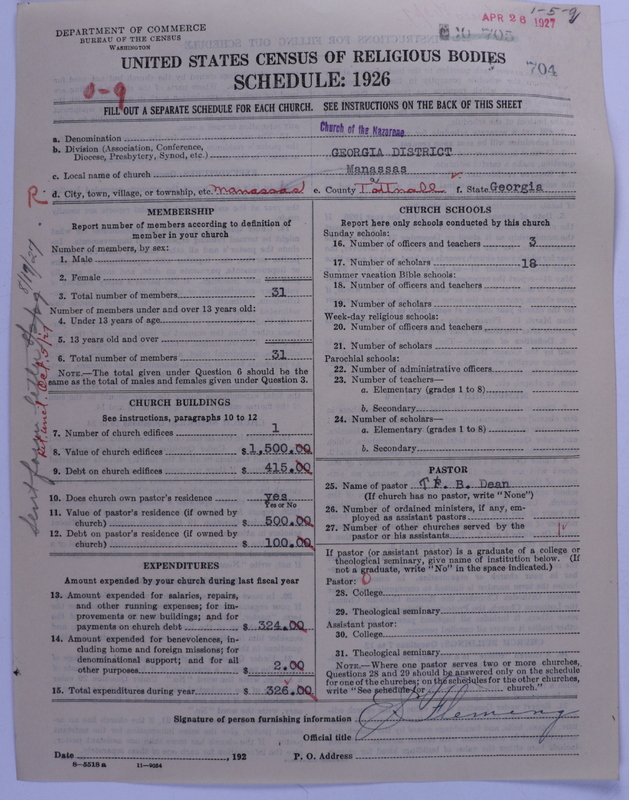 1-5-9
APR 26 1927
DEPARTMENT OF COMMERCE
BUREAU OF THE CENSUS
WASHINGTON
705
704
UNITED STATES CENSUS OF RELIGIOUS BODIES
SCHEDULE: 1926
0-9
FILL OUT A SEPARATE SCHEDULE FOR EACH CHURCH. SEE INSTRUCTIONS ON THE BACK OF THIS SHEET
a. Denomination Church of the Nazarene
b. Division (Association, Conference, Diocese, Presbytery, Synod, etc.) GEORGIA DISTRICT
c. Local name of church Manassas
R. d. City, town, village, or township, etc. Manassas e. County Tattnall f. State Georgia
MEMBERSHIP
Report number of members according to definition of
member in your church
Number of members, by sex:
1. Male
2. Female
3. Total number of members 31
Number of members under and over 13 years old:
4. Under 13 years of age
5. 13 years old and over
6. Total number of members 31
NOTE.—The total given under Question 6 should be the
same as the total of males and females given under Question 3.
CHURCH BUILDINGS
See instructions, paragraphs 10 to 12
7. Number of church edifices 1
8. Value of church edifices $1,500.00
9. Debt on church edifices $ 415.00
10. Does church own pastor's residence yes
Yes or No
11. Value of pastor's residence (if owned by
church) $ 500.00
12. Debt on pastor's residence (if owned by
church) $ 100.00
EXPENDITURES
Amount expended by your church during last fiscal year
13. Amount expended for salaries, repairs,
and other running expenses; for im-
provements or new buildings; and for
payments on church debt $ 324.00
14. Amount expended for benevolences, in-
cluding home and foreign missions; for
denominational support; and for all
other purposes $ 2.00
15. Total expenditures during year $ 326.00
CHURCH SCHOOLS
Report here only schools conducted by this church
Sunday schools:
16. Number of officers and teachers 3
17. Number of scholars 18
Summer vacation Bible schools:
18. Number of officers and teachers
19. Number of scholars
Week-day religious schools:
20. Number of officers and teachers
21. Number of scholars
Parochial schools:
22. Number of administrative officers
23. Number of teachers—
a. Elementary (grades 1 to 8)
b. Secondary
24. Number of scholars—
a. Elementary (grades 1 to 8)
b. Secondary
PASTOR
25. Name of pastor B. Dean
(If church has no pastor, write "None")
26. Number of ordained ministers, if any, em-
ployed as assistant pastors
27. Number of other churches served by the
pastor or his assistants
If pastor (or assistant pastor) is a graduate of a college or
theological seminary, give name of institution below. (If
not a graduate, write "No" in the space indicated.)
Pastor: 0
28. College
29. Theological seminary
Assistant pastor:
30. College
31. Theological seminary
NOTE.—Where one pastor serves two or more churches,
Questions 28 and 29 should be answered only on the schedule
for one of the churches; on the schedules for the other churches,
write "See schedule for church."
Signature of person furnishing information Fleming
Official title
Date , 192 P. O. Address
8-5518 a 11-9034